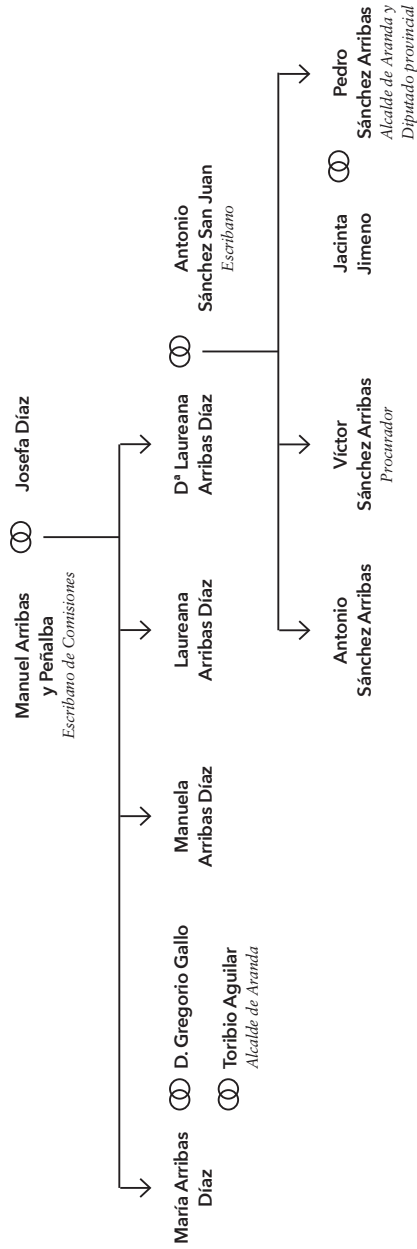 Manuel Arribas
y Peñalba
Escribano de Comisiones
Josefa Díaz
María Arribas
Díaz
D. Gregorio Gallo
Toribio Aguilar
Alcalde de Aranda
Manuela
Arribas Díaz
Laureana
Arribas Díaz
Dª Laureana
Arribas Díaz
Antonio
Sánchez San Juan
Escribano
Antonio
Sánchez Arribas
Víctor
Sánchez Arribas
Procurador
Jacinta
Jimeno
Pedro
Sánchez Arribas
Alcalde de Aranda y
Diputado provincial